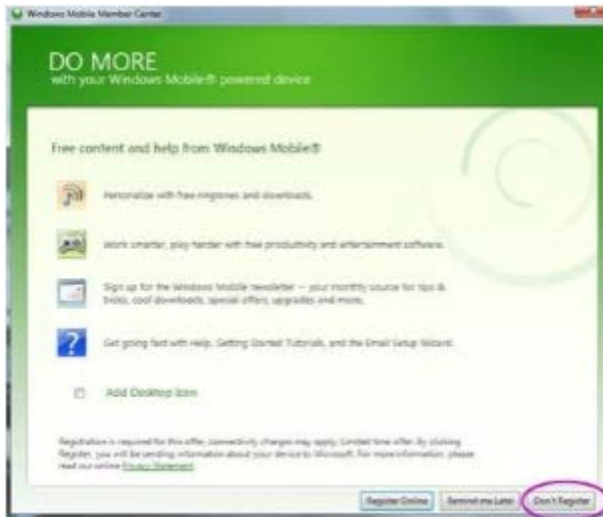 Windows Mobile Member Center
DO MORE
with your Windows Mobile® powered device
Free content and help from Windows Mobile®
Personalize with free ringtones and downloads.
Work smarter, play harder with free productivity and entertainment software.
Sign up for the Windows Mobile newsletter — your monthly source for tips &
tricks, cool downloads, special offers, upgrades and more.
Get going fast with Help, Getting Started Tutorials, and the Email Setup Wizard.
Add Desktop Icon
Registration is required for this offer, connectivity charges may apply. Limited time offer. By clicking
Register, you will be sending information about your device to Microsoft. For more information, please
read our online Privacy Statement.
Register Online
Remind me Later
Don't Register